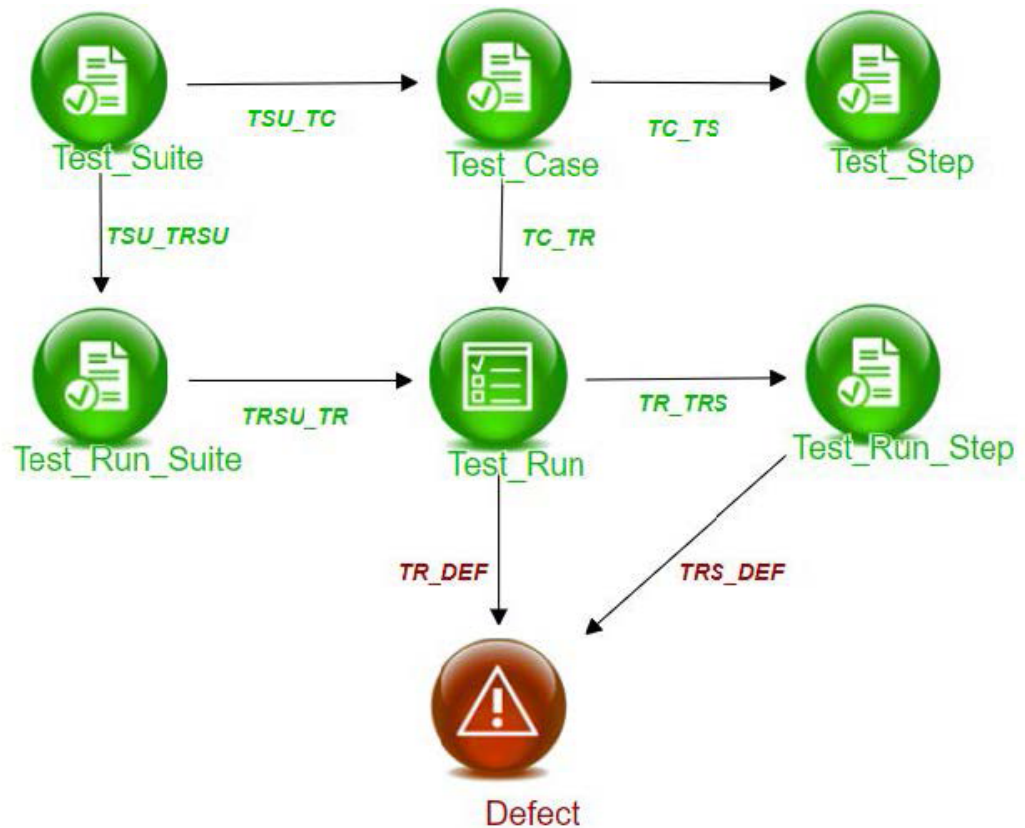 TSU_TC
TC_TS
Test_Suite
Test_Case
Test_Step
TSU_TRSU
TC_TR
TRSU_TR
TR_TRS
Test_Run_Suite
Test_Run
Test_Run_Step
TR_DEF
TRS_DEF
Defect